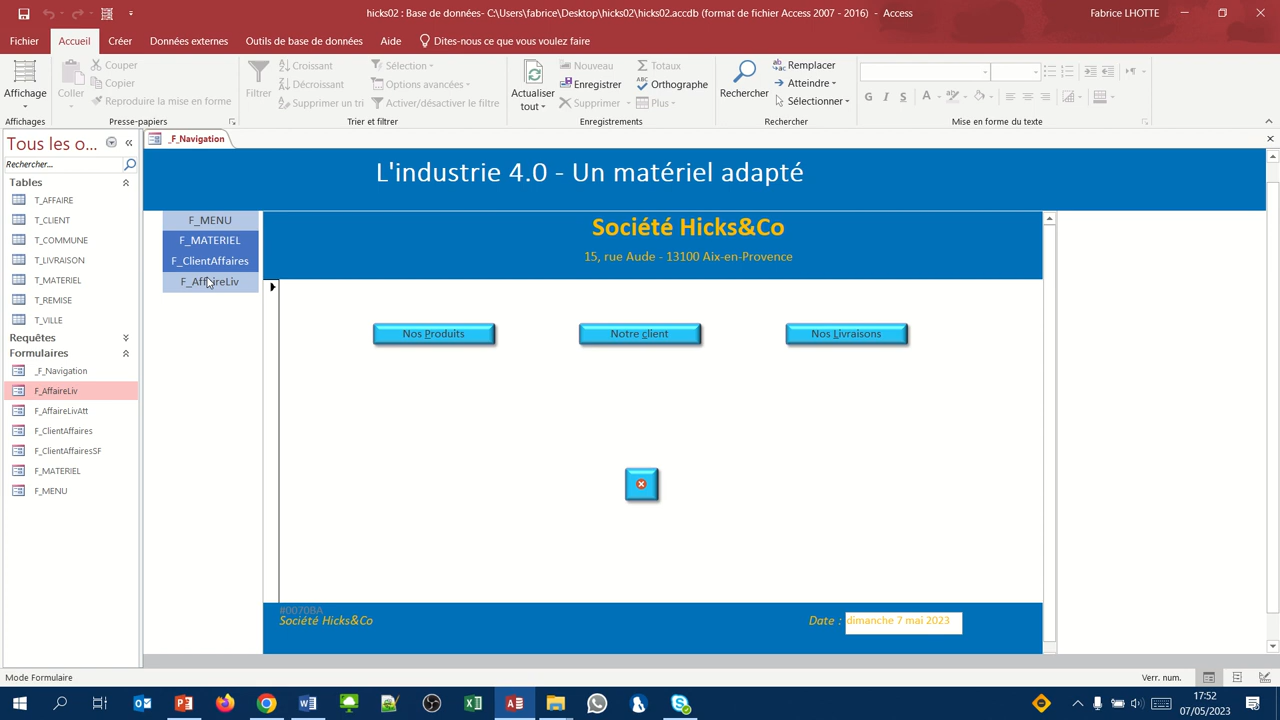 hicks02 : Base de données- C:\Users\fabrice\Desktop\hicks02\hicks02.accdb (format de fichier Access 2007 - 2016) - Access
Fabrice LHOTTE
Fichier Accueil Créer Données externes Outils de base de données Aide Dites-nous ce que vous voulez faire
Affichage
Affichages
Coller
Couper
Copier
Reproduire la mise en forme
Presse-papiers
Filtrer
Croissant
Décroissant
Supprimer un tri
Sélection
Options avancées
Activer/désactiver le filtre
Trier et filtrer
Actualiser
tout
Nouveau
Enregistrer
Supprimer
Totaux
Orthographe
Plus
Enregistrements
Rechercher
Remplacer
Atteindre
Sélectionner
Rechercher
G I S
A
Mise en forme du texte
Tous les o...
Rechercher...
Tables
T_AFFAIRE
T_CLIENT
T_COMMUNE
T_LIVRAISON
T_MATERIEL
T_REMISE
T_VILLE
Requêtes
Formulaires
_F_Navigation
F_AffaireLiv
F_AffaireLivAtt
F_ClientAffaires
F_ClientAffairesSF
F_MATERIEL
F_MENU
_F_Navigation
L'industrie 4.0 - Un matériel adapté
F_MENU
F_MATERIEL
F_ClientAffaires
F_AffaireLiv
Société Hicks&Co
15, rue Aude - 13100 Aix-en-Provence
Nos Produits
Notre client
Nos Livraisons
#0070BA
Société Hicks&Co
Date : dimanche 7 mai 2023
Mode Formulaire
Verr. num.
17:52
07/05/2023